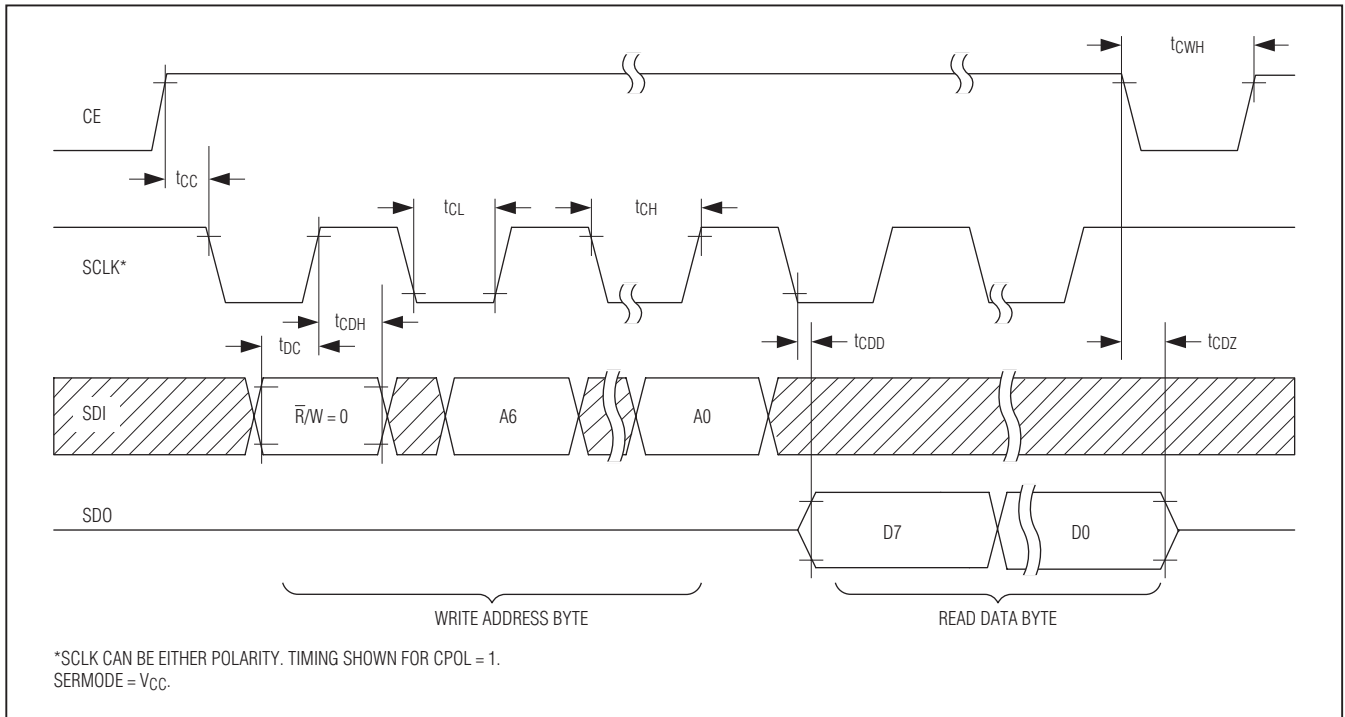 tCWH
CE
tCC
tCL
tCH
SCLK*
tCDH
tDC
tCDD
tCDZ
SDI
R̅/W = 0
A6
A0
SDO
D7
D0
WRITE ADDRESS BYTE
READ DATA BYTE
*SCLK CAN BE EITHER POLARITY. TIMING SHOWN FOR CPOL = 1.
SERMODE = VCC.